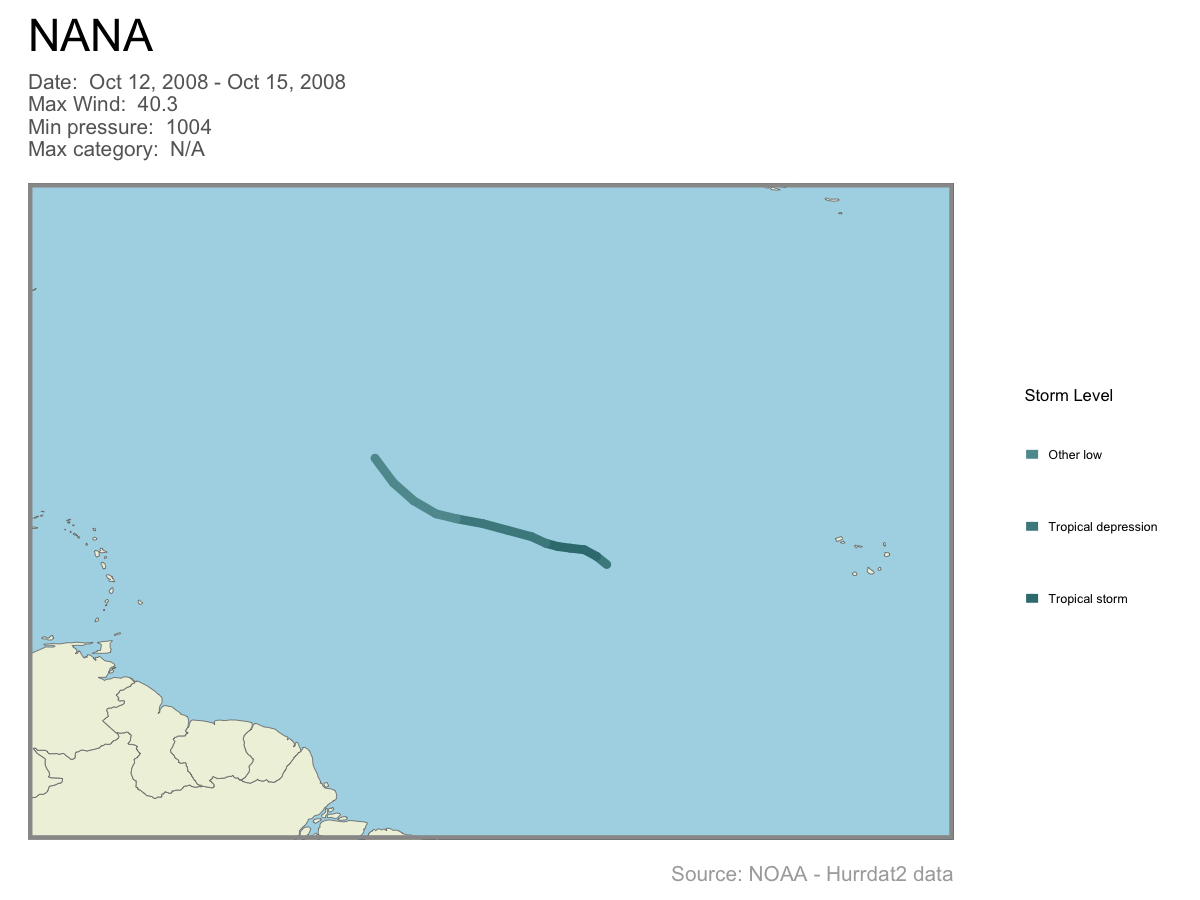 NANA
Date:  Oct 12, 2008 - Oct 15, 2008
Max Wind:  40.3
Min pressure:  1004
Max category:  N/A
Storm Level
Other low
Tropical depression
Tropical storm
Source: NOAA - Hurrdat2 data